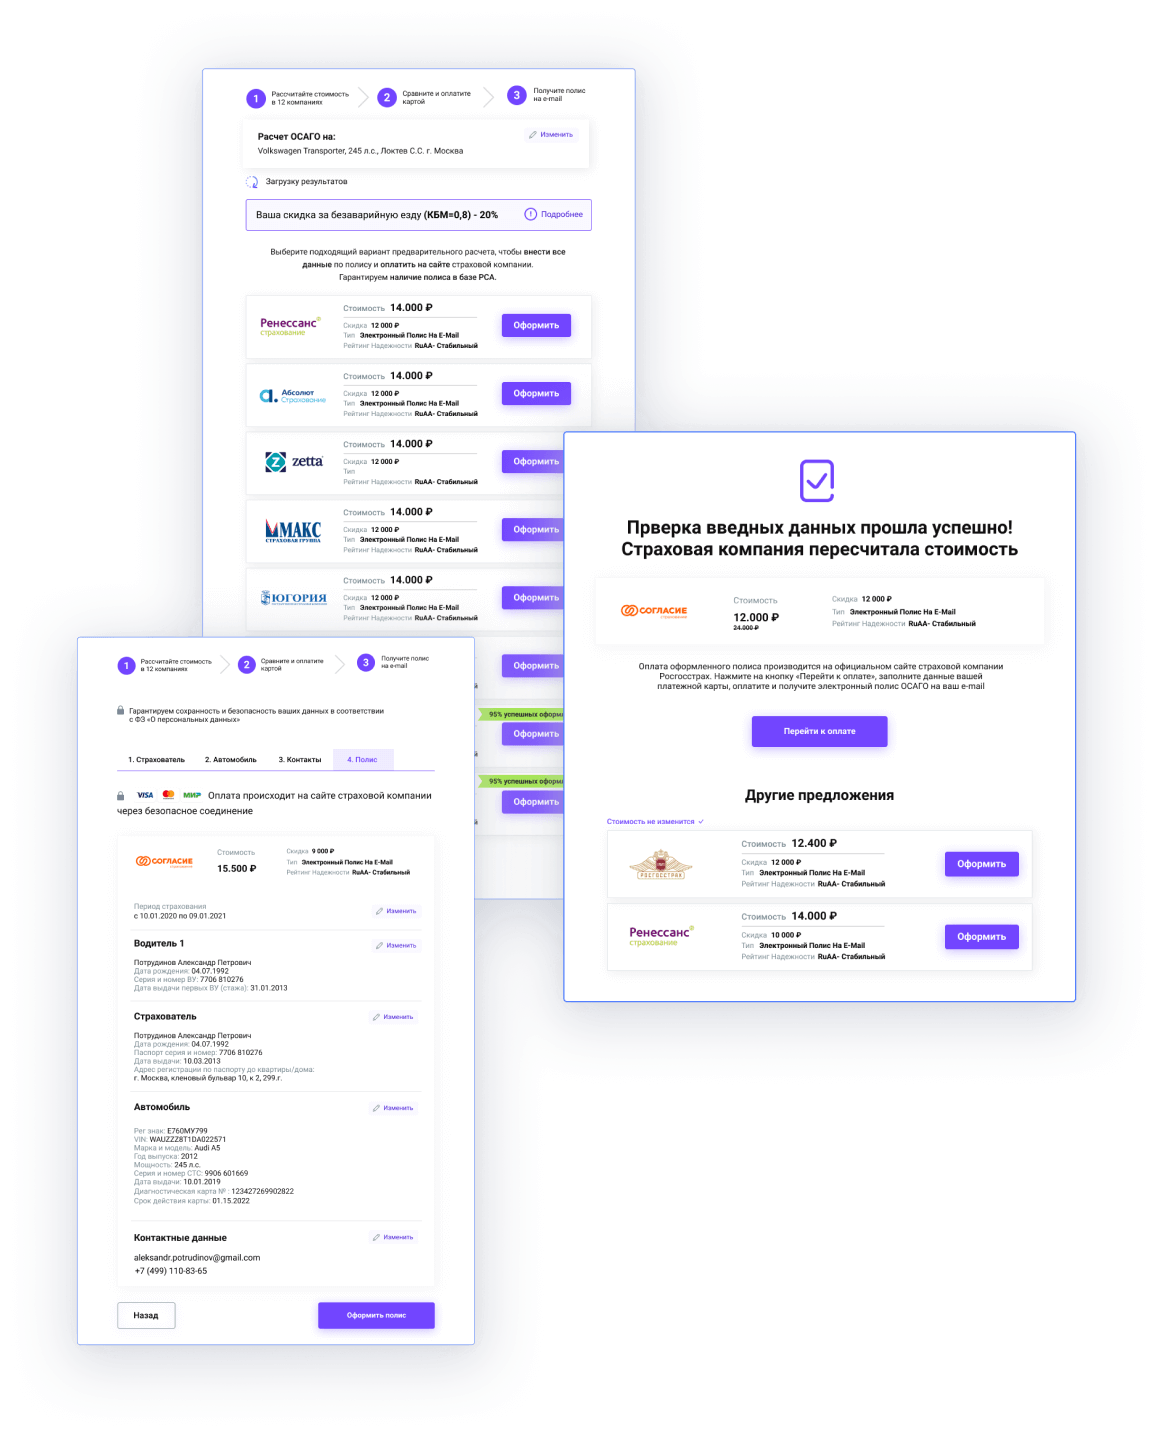 1
Рассчитайте стоимость
в 12 компаниях
2
Сравните и оплатите
картой
3
Получите полис
на e-mail
Расчет ОСАГО на:
Изменить
Volkswagen Transporter, 245 л.с., Локтев С.С. г. Москва
Загрузку результатов
Ваша скидка за безаварийную езду (КБМ=0,8) - 20%
Подробнее
Выберите подходящий вариант предварительного расчета, чтобы внести все
данные по полису и оплатить на сайте страховой компании.
Гарантируем наличие полиса в базе РСА.
Ренессанс
страхование
Стоимость 14.000 ₽
Скидка 12 000 ₽
Тип Электронный Полис На E-Mail
Рейтинг Надежности RuAA- Стабильный
Оформить
Абсолют
Страхование
Стоимость 14.000 ₽
Скидка 12 000 ₽
Тип Электронный Полис На E-Mail
Рейтинг Надежности RuAA- Стабильный
Оформить
zetta
Стоимость 14.000 ₽
Скидка 12 000 ₽
Тип
Рейтинг Надежности RuAA- Стабильный
Оформить
МАКС
СТРАХОВАЯ ГРУППА
Стоимость 14.000 ₽
Скидка 12 000 ₽
Тип Электронный Полис На E-Mail
Рейтинг Надежности RuAA- Стабильный
Оформить
ЮГОРИЯ
Стоимость 14.000 ₽
Скидка 12 000 ₽
Тип Электронный Полис На E-Mail
Рейтинг Надежности RuAA- Стабильный
Оформить
Оформить
95% успешных оформ
Оформить
95% успешных оформ
Оформить
Прверка введных данных прошла успешно!
Страховая компания пересчитала стоимость
СОГЛАСИЕ
страхование
Стоимость
12.000 ₽
24.000 ₽
Скидка 12 000 ₽
Тип Электронный Полис На E-Mail
Рейтинг Надежности RuAA- Стабильный
Оплата оформленного полиса производится на официальном сайте страховой компании
Росгосстрах. Нажмите на кнопку «Перейти к оплате», заполните данные вашей
платежной карты, оплатите и получите электронный полис ОСАГО на ваш e-mail
Перейти к оплате
Другие предложения
Стоимость не изменится
РОСГОССТРАХ
Стоимость 12.400 ₽
Скидка 12 000 ₽
Тип Электронный Полис На E-Mail
Рейтинг Надежности RuAA- Стабильный
Оформить
Ренессанс
страхование
Стоимость 14.000 ₽
Скидка 10 000 ₽
Тип Электронный Полис На E-Mail
Рейтинг Надежности RuAA- Стабильный
Оформить
1
Рассчитайте стоимость
в 12 компаниях
2
Сравните и оплатите
картой
3
Получите полис
на e-mail
Гарантируем сохранность и безопасность ваших данных в соответствии
с ФЗ «О персональных данных»
1. Страхователь 2. Автомобиль 3. Контакты 4. Полис
VISA МИР Оплата происходит на сайте страховой компании
через безопасное соединение
СОГЛАСИЕ
страхование
Стоимость
15.500 ₽
Скидка 9 000 ₽
Тип Электронный Полис На E-Mail
Рейтинг Надежности RuAA- Стабильный
Период страхования
с 10.01.2020 по 09.01.2021
Изменить
Водитель 1
Изменить
Потрудинов Александр Петрович
Дата рождения: 04.07.1992
Серия и номер ВУ: 7706 810276
Дата выдачи первых ВУ (стажа): 31.01.2013
Страхователь
Изменить
Потрудинов Александр Петрович
Дата рождения: 04.07.1992
Паспорт серия и номер: 7706 810276
Дата выдачи: 10.03.2013
Адрес регистрации по паспорту до квартиры/дома:
г. Москва, кленовый бульвар 10, к 2, 299.г.
Автомобиль
Изменить
Рег знак: Е760МУ799
VIN: WAUZZZ8T1DA022571
Марка и модель: Audi A5
Год выпуска: 2012
Мощность: 245 л.с.
Серия и номер СТС: 9906 601669
Дата выдачи: 10.01.2019
Диагностическая карта № : 123427269902822
Срок действия карты: 01.15.2022
Контактные данные
Изменить
aleksandr.potrudinov@gmail.com
+7 (499) 110-83-65
Назад
Оформить полис